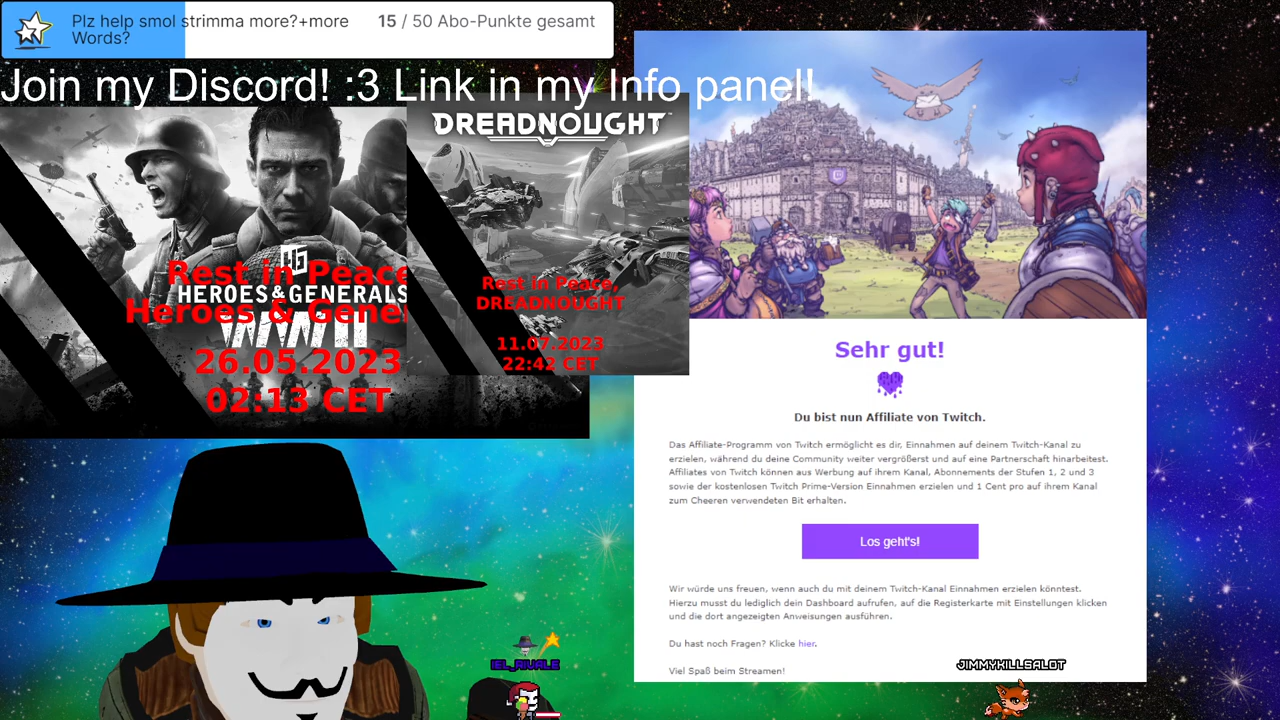 Plz help smol strimma more?+more
Words?
15 / 50 Abo-Punkte gesamt
Join my Discord! :3 Link in my Info panel!
HEROES & GENERALS
WWII
Rest in Peace
Heroes & Gene
26.05.2023
02:13 CET
DREADNOUGHT
Rest in Peace,
DREADNOUGHT
11.07.2023
22:42 CET
Sehr gut!
Du bist nun Affiliate von Twitch.
Das Affiliate-Programm von Twitch ermöglicht es dir, Einnahmen auf deinem Twitch-Kanal zu
erzielen, während du deine Community weiter vergrößerst und auf eine Partnerschaft hinarbeitest.
Affiliates von Twitch können aus Werbung auf ihrem Kanal, Abonnements der Stufen 1, 2 und 3
sowie der kostenlosen Twitch Prime-Version Einnahmen erzielen und 1 Cent pro auf ihrem Kanal
zum Cheeren verwendeten Bit erhalten.
Los geht's!
Wir würde uns freuen, wenn auch du mit deinem Twitch-Kanal Einnahmen erzielen könntest.
Hierzu musst du lediglich dein Dashboard aufrufen, auf die Registerkarte mit Einstellungen klicken
und die dort angezeigten Anweisungen ausführen.
Du hast noch Fragen? Klicke hier.
Viel Spaß beim Streamen!
IEL_RIVALE
JIMMYKILLSALOT